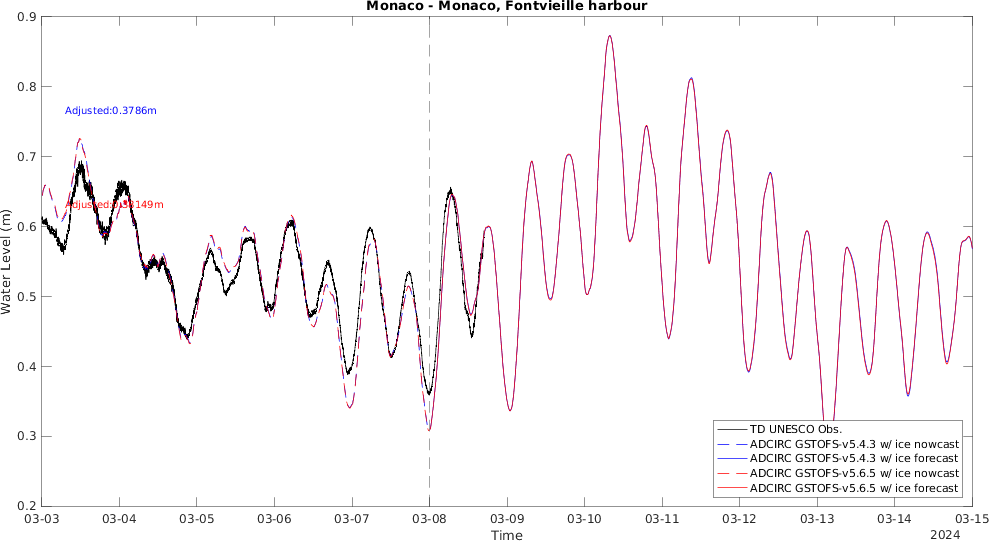 Monaco - Monaco, Fontvieille harbour
0.9
0.8
0.7
0.6
0.5
0.4
0.3
0.2
Water Level (m)
Adjusted:0.3786m
TD UNESCO Obs.
ADCIRC GSTOFS-v5.4.3 w/ ice nowcast
ADCIRC GSTOFS-v5.4.3 w/ ice forecast
ADCIRC GSTOFS-v5.6.5 w/ ice nowcast
ADCIRC GSTOFS-v5.6.5 w/ ice forecast
03-03 03-04 03-05 03-06 03-07 03-08 03-09 03-10 03-11 03-12 03-13 03-14 03-15
Time
2024